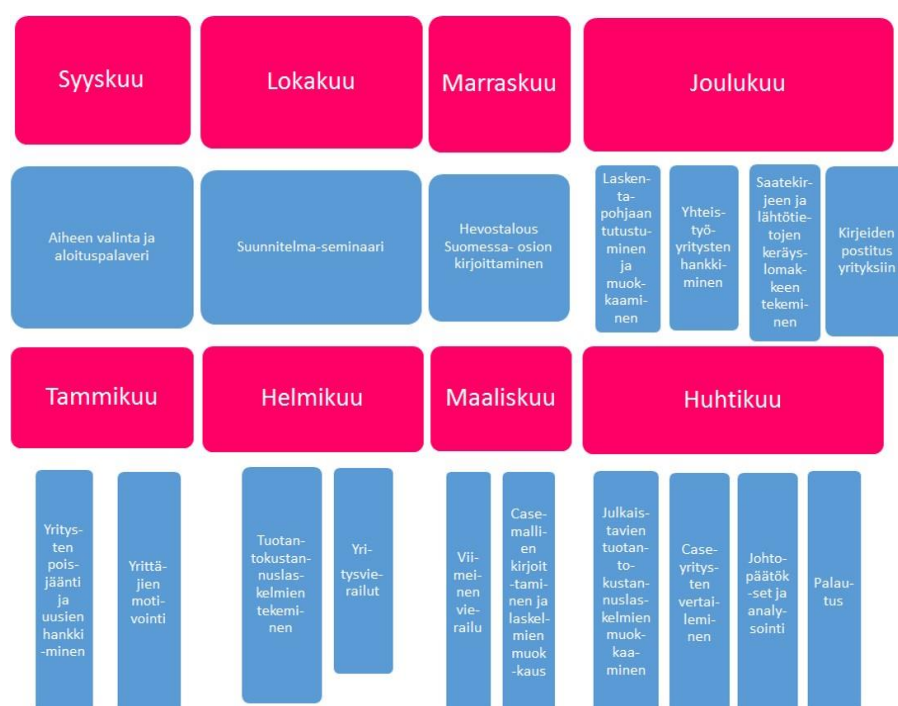 Syyskuu
Lokakuu
Marraskuu
Joulukuu
Aiheen valinta ja
aloituspalaveri
Suunnitelma-seminaari
Hevostalous
Suomessa- osion
kirjoittaminen
Lasken-
ta-
pohjaan
tutustu-
minen
ja
muok-
kaami-
nen
Yhteis-
työ-
yritysten
hankki-
minen
Saatekir-
jeen ja
lähtötie-
tojen
keräys-
lomak-
keen
tekemi-
nen
Kirjeiden
postitus
yrityksiin
Tammikuu
Helmikuu
Maaliskuu
Huhtikuu
Yritys-
ten
pois-
jäänti
ja
uusien
hankki
-minen
Yrittä-
jien
moti-
vointi
Tuotan-
tokustan-
nuslas-
kelmien
tekemi-
nen
Yri-
tysvie-
railut
Vii-
mei-
nen
vie-
railu
Case-
malli-
en
kirjoit
-tami-
nen ja
laskel-
mien
muok
-kaus
Julkais-
tavien
tuotan-
to-
kustan-
nuslas-
kelmien
muok-
kaa-
minen
Case-
yritys-
ten
vertai-
lemi-
nen
Johto-
päätök
-set ja
analy-
sointi
Palau-
tus